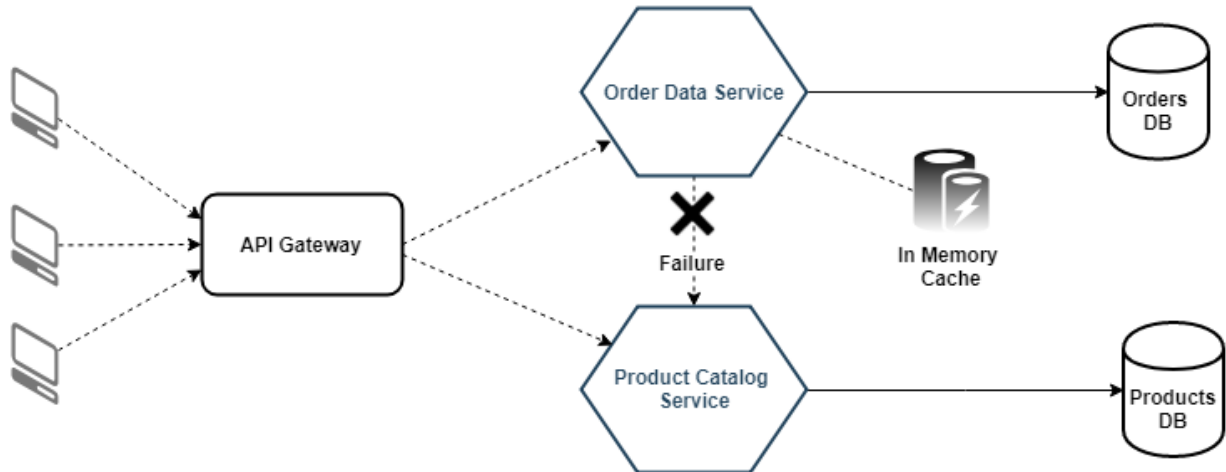 Order Data Service
Orders
DB
API Gateway
Failure
In Memory
Cache
Product Catalog
Service
Products
DB